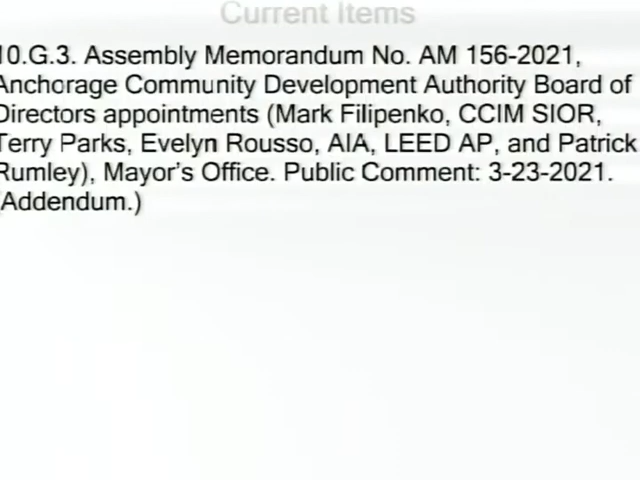 Current Items
10.G.3. Assembly Memorandum No. AM 156-2021,
Anchorage Community Development Authority Board of
Directors appointments (Mark Filipenko, CCIM SIOR,
Terry Parks, Evelyn Rousso, AIA, LEED AP, and Patrick
Rumley), Mayor's Office. Public Comment: 3-23-2021.
(Addendum.)